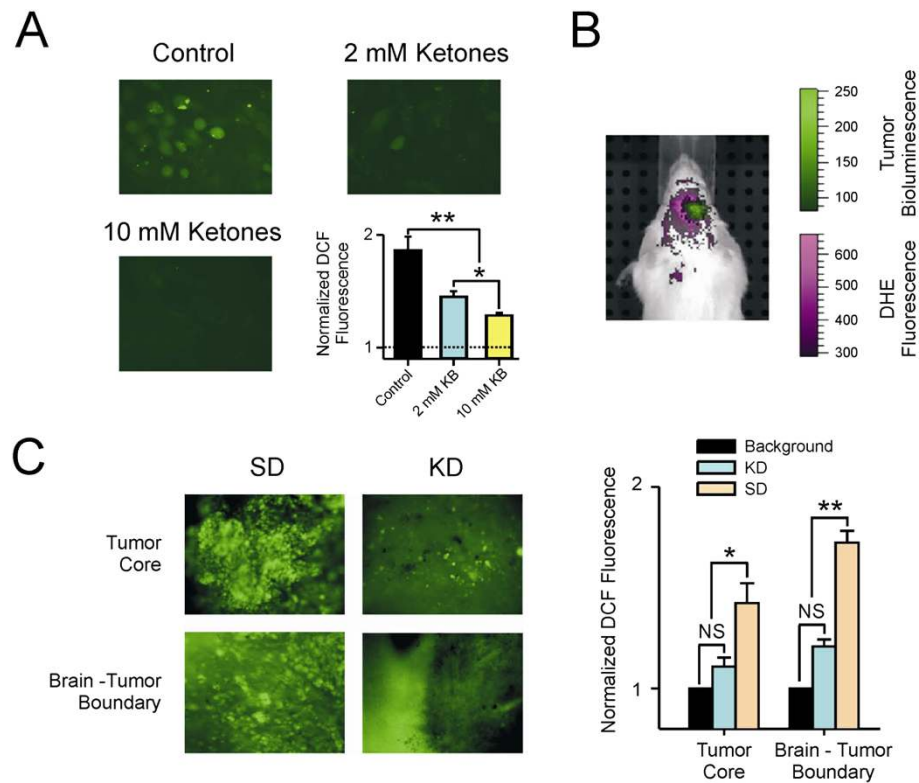 A
Control
2 mM Ketones
10 mM Ketones
Normalized DCF
Fluorescence
2
1
**
*
Control
2 mM KB
10 mM KB
B
250
200
150
100
Tumor
Bioluminescence
600
500
400
300
DHE
Fluorescence
C
SD
KD
Tumor
Core
Brain -Tumor
Boundary
Background
KD
SD
Normalized DCF Fluorescence
2
1
NS
*
NS
**
Tumor
Core
Brain - Tumor
Boundary